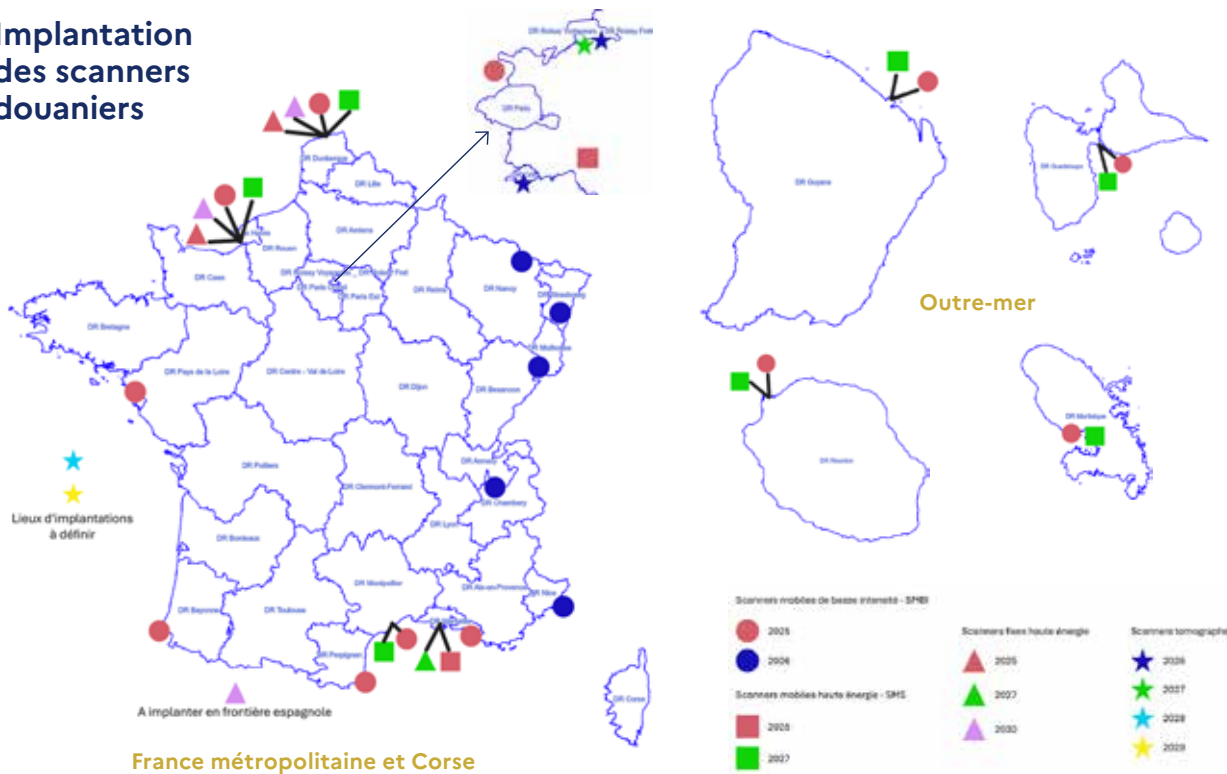 Implantation
des scanners
douaniers
DR Paris
DR Dunkerque
DR Lille
DR Amiens
DR Rouen
DR Caen
DR Paris Est
DR Reims
DR Nancy
DR Strasbourg
DR Mulhouse
DR Bretagne
DR Pays de la Loire
DR Centre - Val de Loire
DR Dijon
DR Besancon
DR Poitiers
DR Clermont-Ferrand
DR Annecy
DR Chambery
DR Lyon
DR Bordeaux
DR Bayonne
DR Toulouse
DR Montpellier
DR Aix-en-Provence
DR Nice
DR Perpignan
DR Corse
Lieux d'implantations
à définir
A implanter en frontière espagnole
France métropolitaine et Corse
DR Guyane
DR Guadeloupe
Outre-mer
DR Martinique
DR Reunion
Scanners mobiles de basse intensité - SMBI
2025
2026
Scanners mobiles haute énergie - SMS
2027
Scanners fixes haute énergie
2025
2027
2030
Scanners tomographe
2026
2027
2028
2029